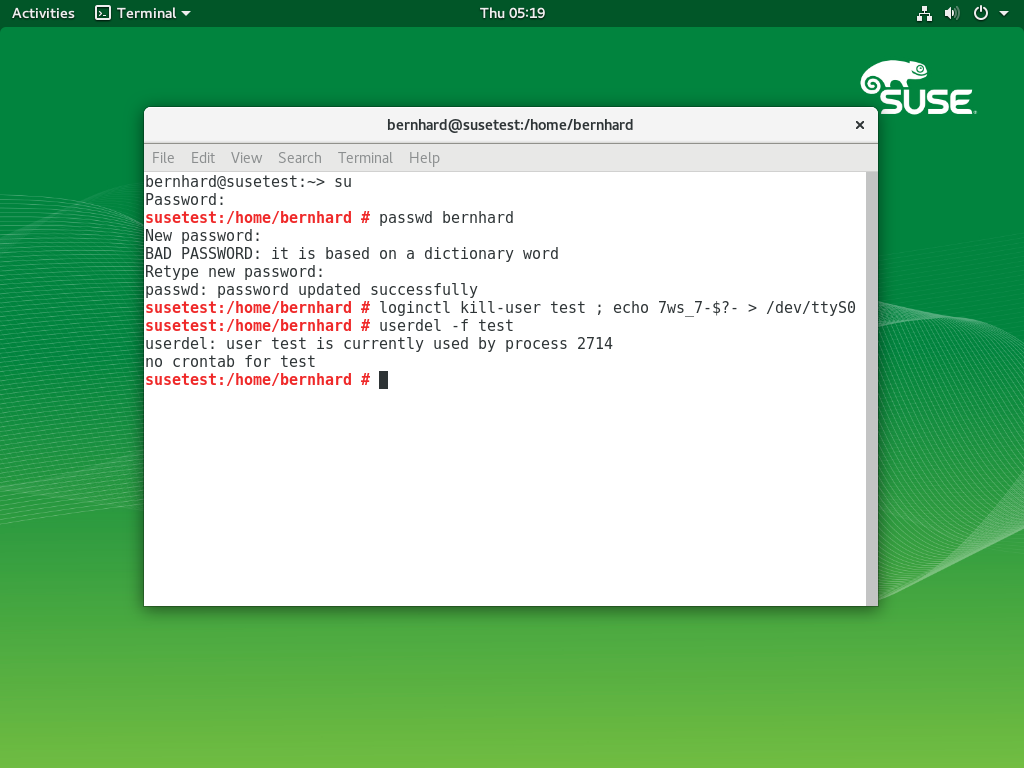 Activities Terminal Thu 05:19
SUSE
bernhard@susetest:/home/bernhard
File Edit View Search Terminal Help
bernhard@susetest:~> su
Password:
susetest:/home/bernhard # passwd bernhard
New password:
BAD PASSWORD: it is based on a dictionary word
Retype new password:
passwd: password updated successfully
susetest:/home/bernhard # loginctl kill-user test ; echo 7ws_7-$?- > /dev/ttyS0
susetest:/home/bernhard # userdel -f test
userdel: user test is currently used by process 2714
no crontab for test
susetest:/home/bernhard #